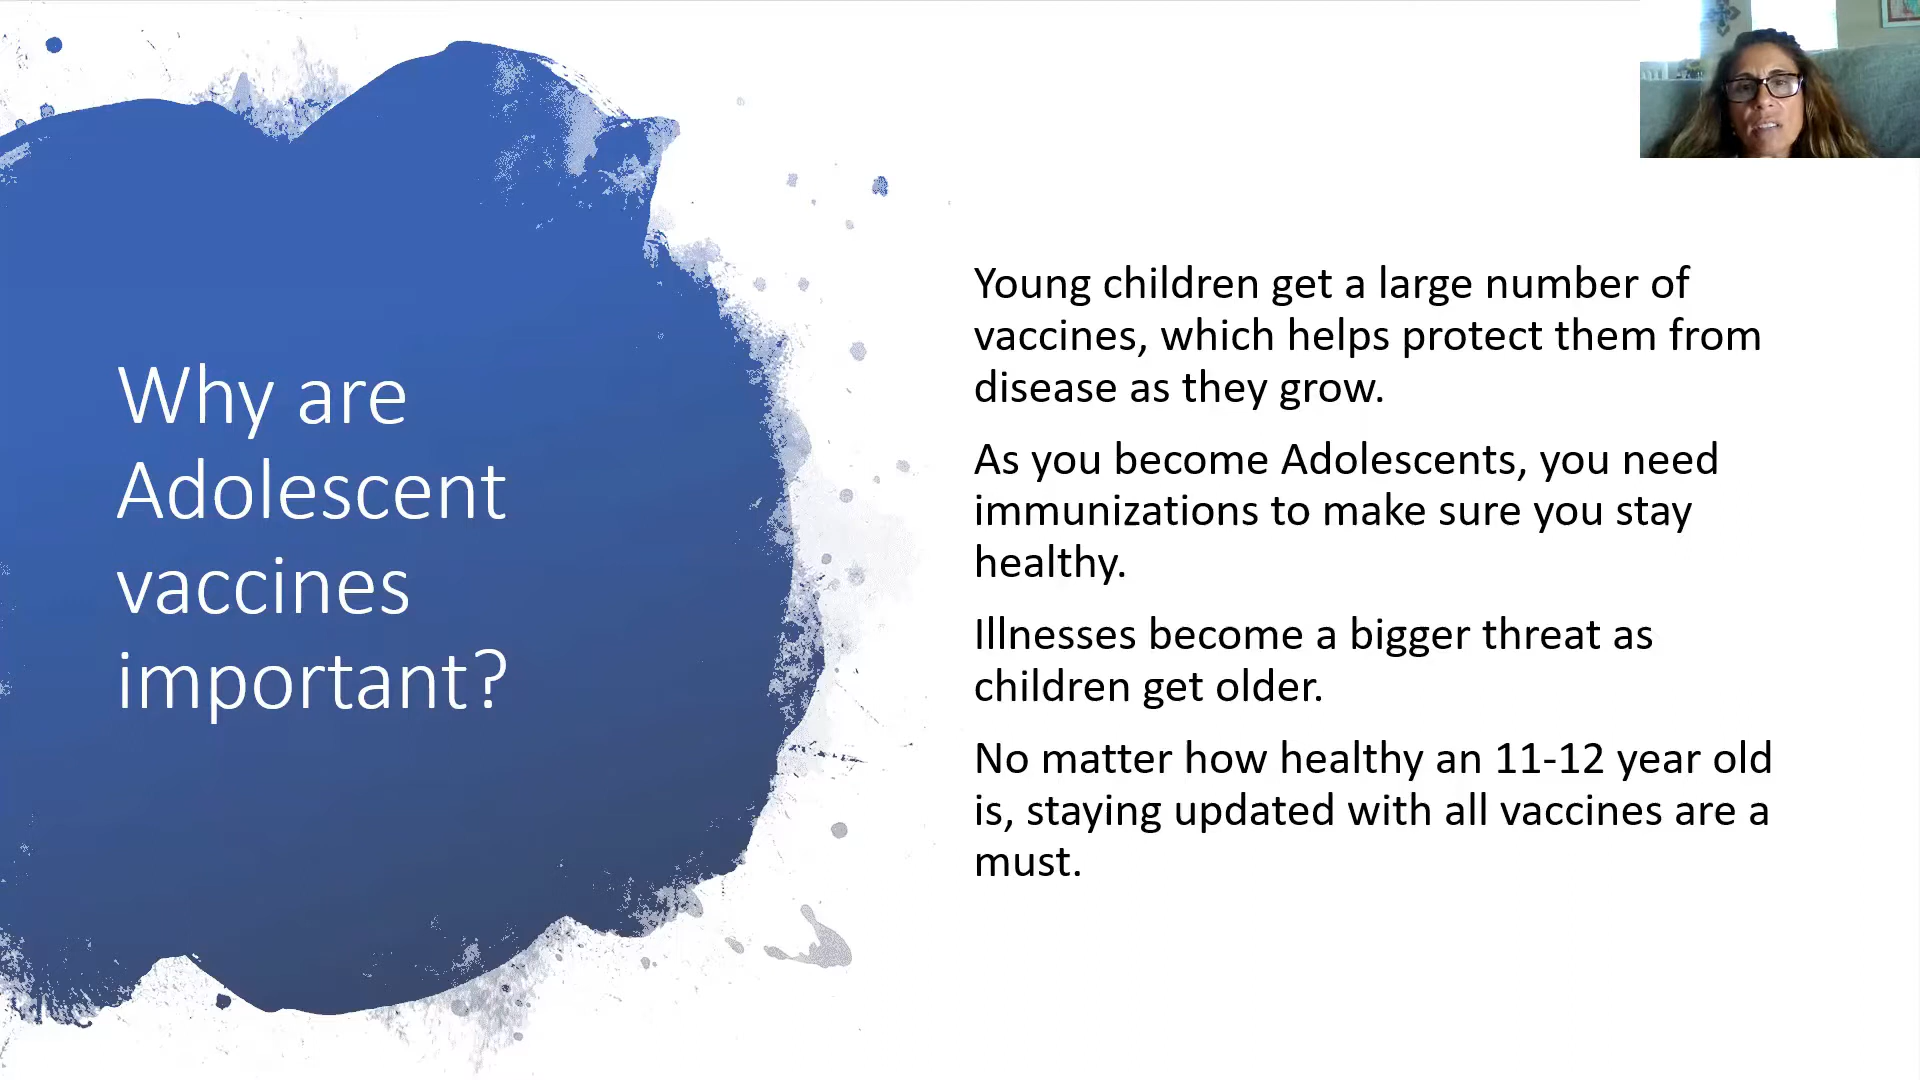 Why are
Adolescent
vaccines
important?
Young children get a large number of
vaccines, which helps protect them from
disease as they grow.
As you become Adolescents, you need
immunizations to make sure you stay
healthy.
Illnesses become a bigger threat as
children get older.
No matter how healthy an 11-12 year old
is, staying updated with all vaccines are a
must.